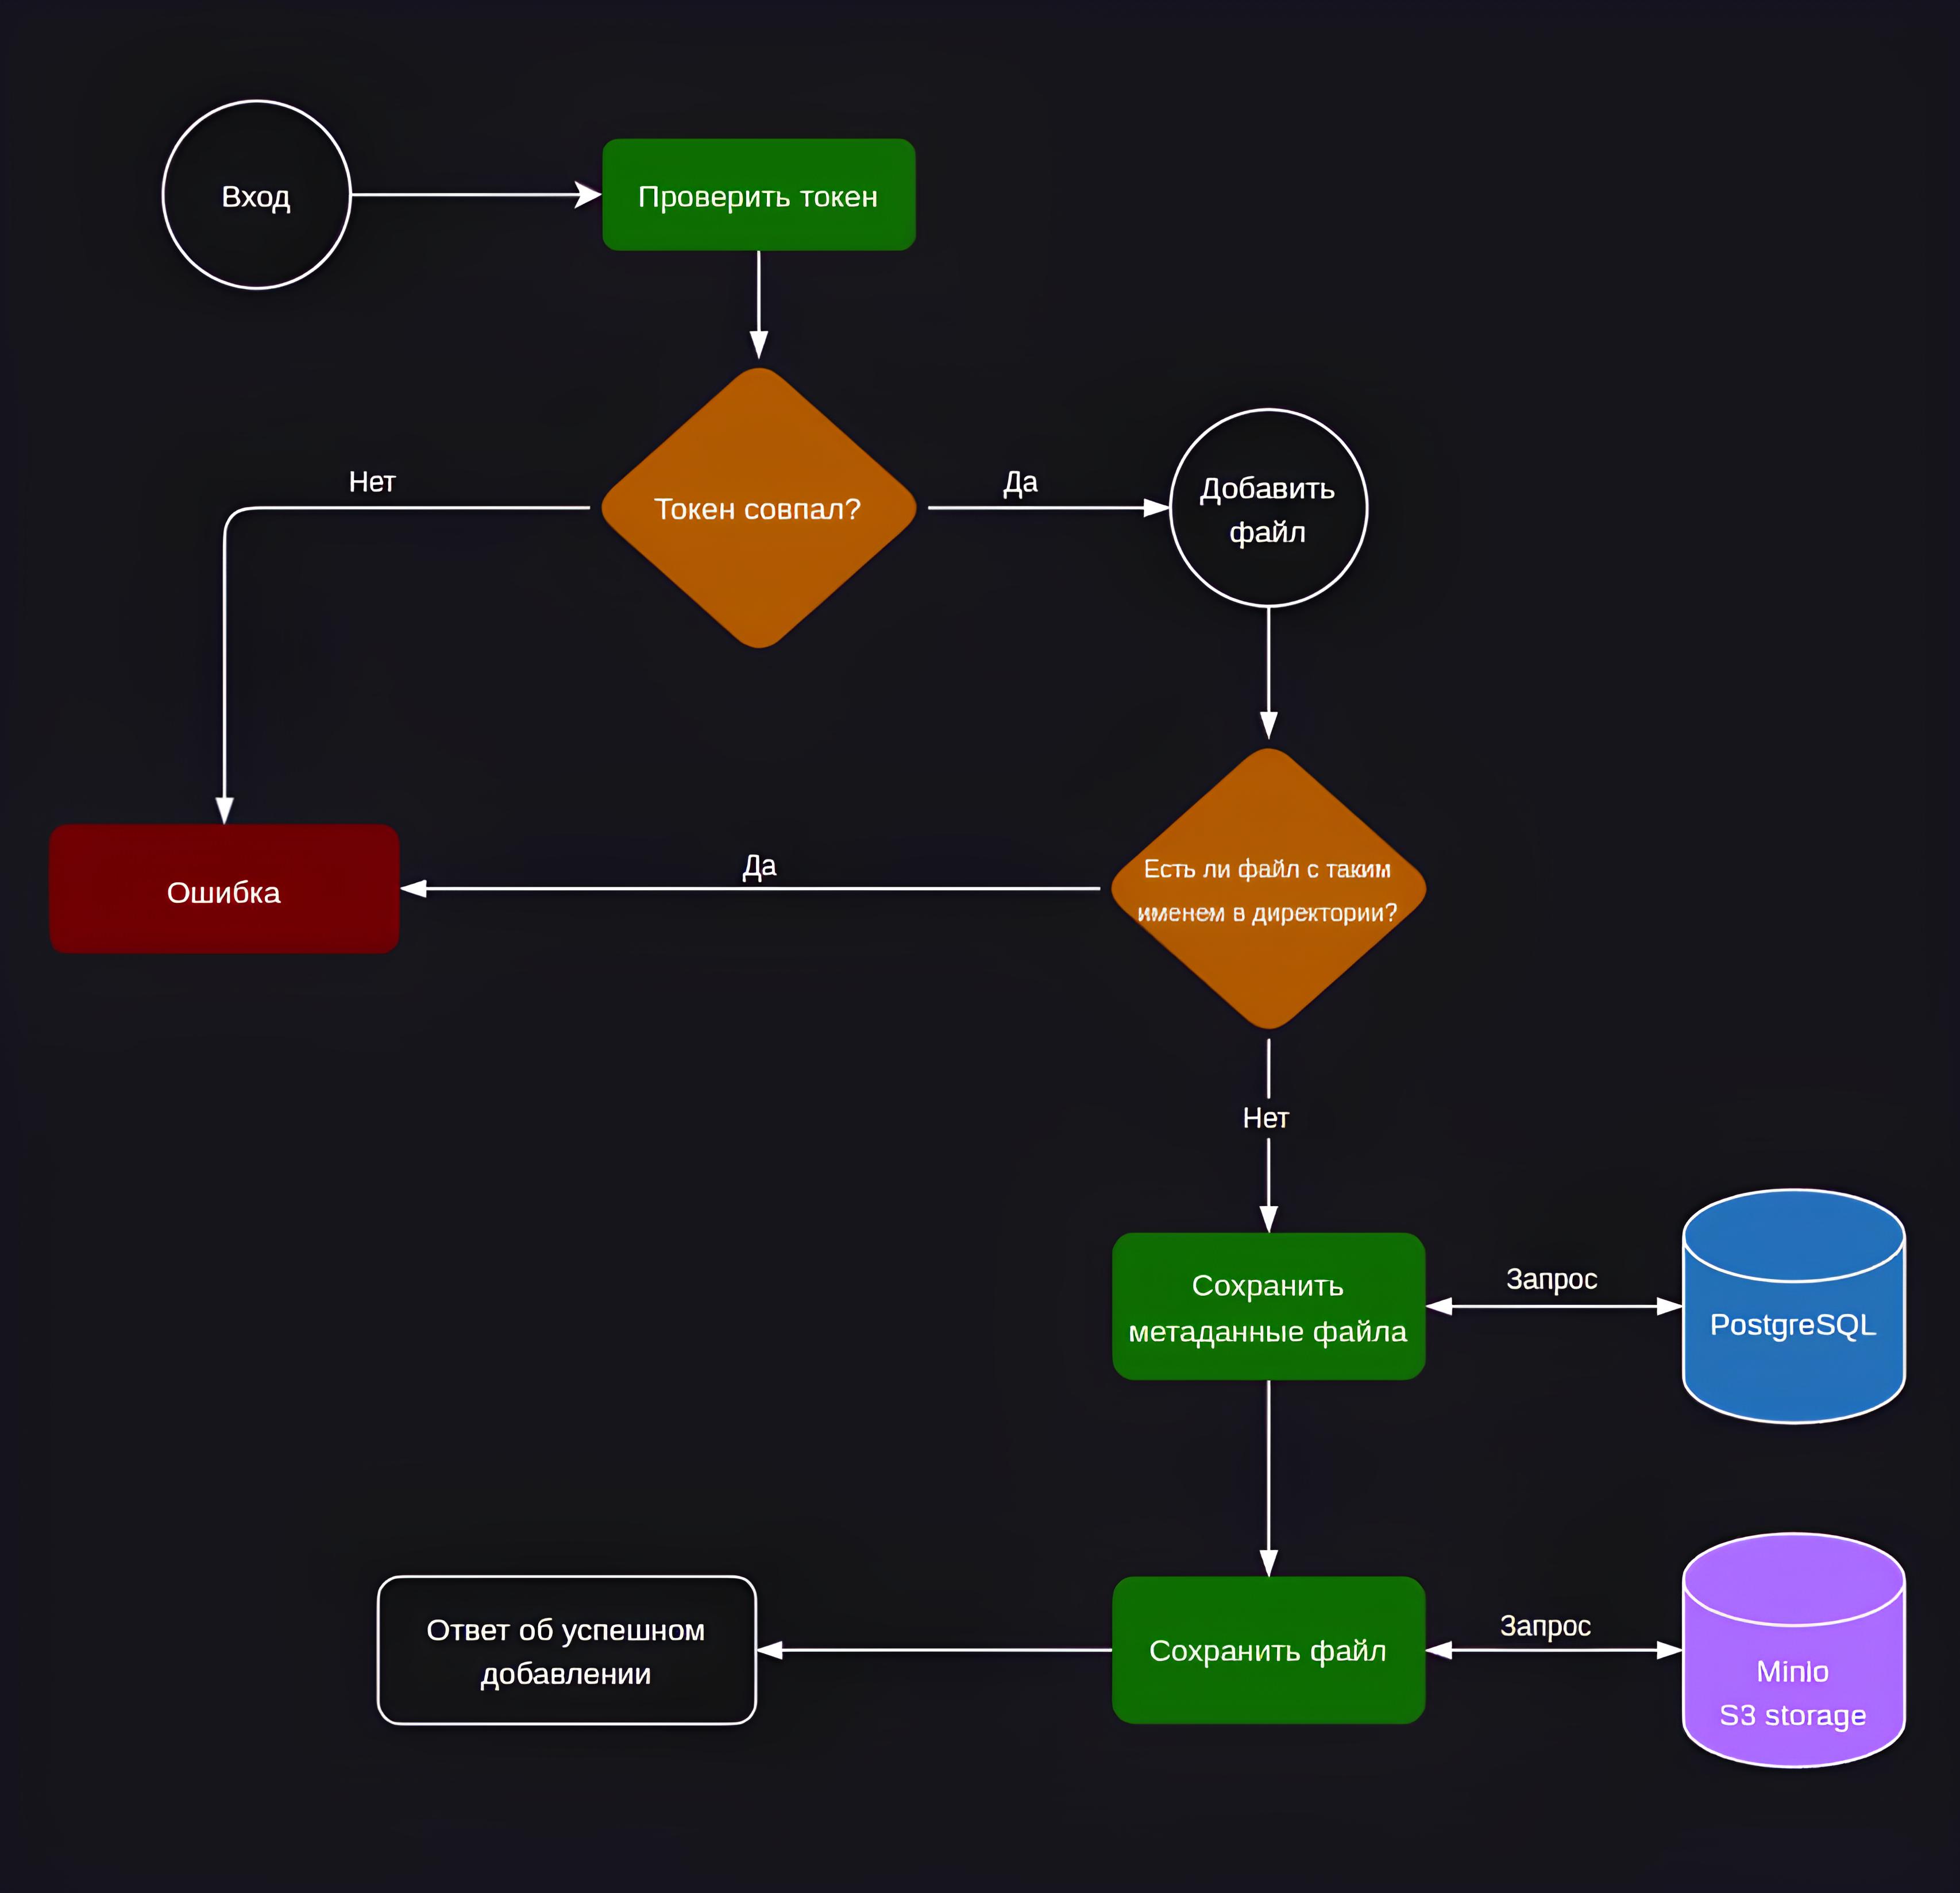 Вход
Проверить токен
Нет
Токен совпал?
Да
Добавить
файл
Ошибка
Да
Есть ли файл с таким
именем в директории?
Нет
Сохранить
метаданные файла
Запрос
PostgreSQL
Ответ об успешном
добавлении
Сохранить файл
Запрос
MinIo
S3 storage